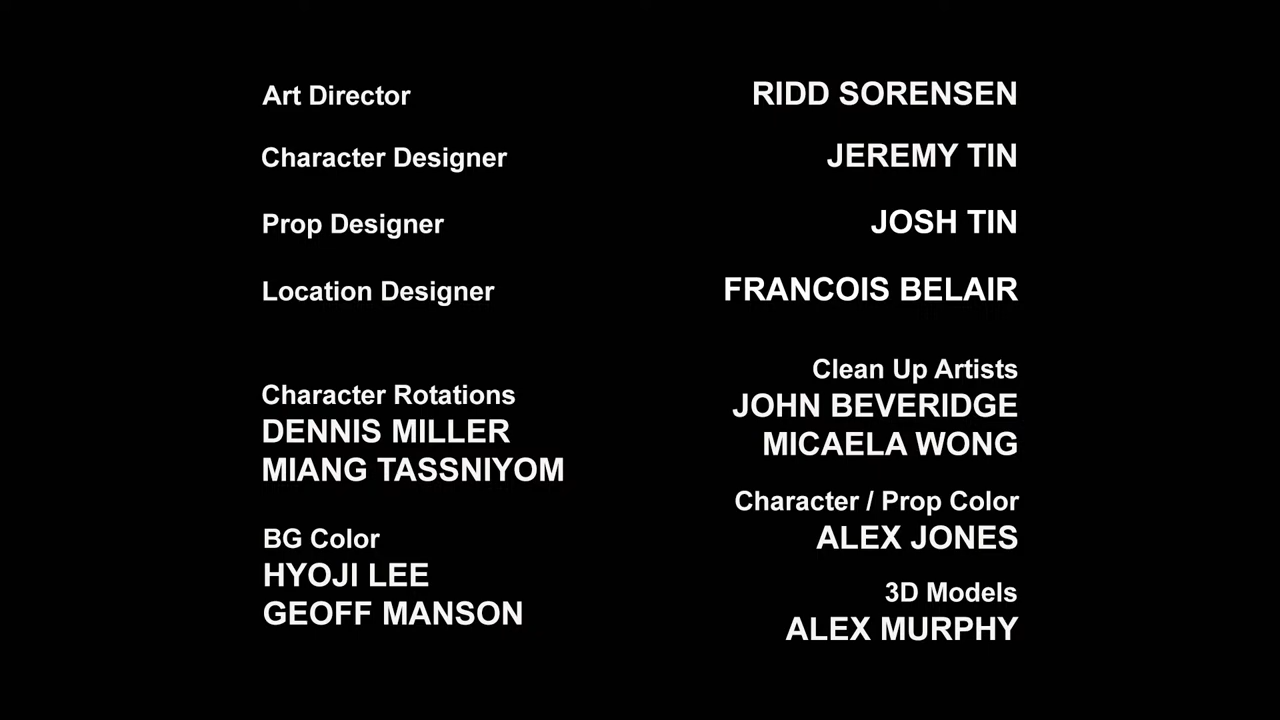 Art Director RIDD SORENSEN
Character Designer JEREMY TIN
Prop Designer JOSH TIN
Location Designer FRANCOIS BELAIR
Character Rotations
DENNIS MILLER
MIANG TASSNIYOM
BG Color
HYOJI LEE
GEOFF MANSON
Clean Up Artists
JOHN BEVERIDGE
MICAELA WONG
Character / Prop Color
ALEX JONES
3D Models
ALEX MURPHY